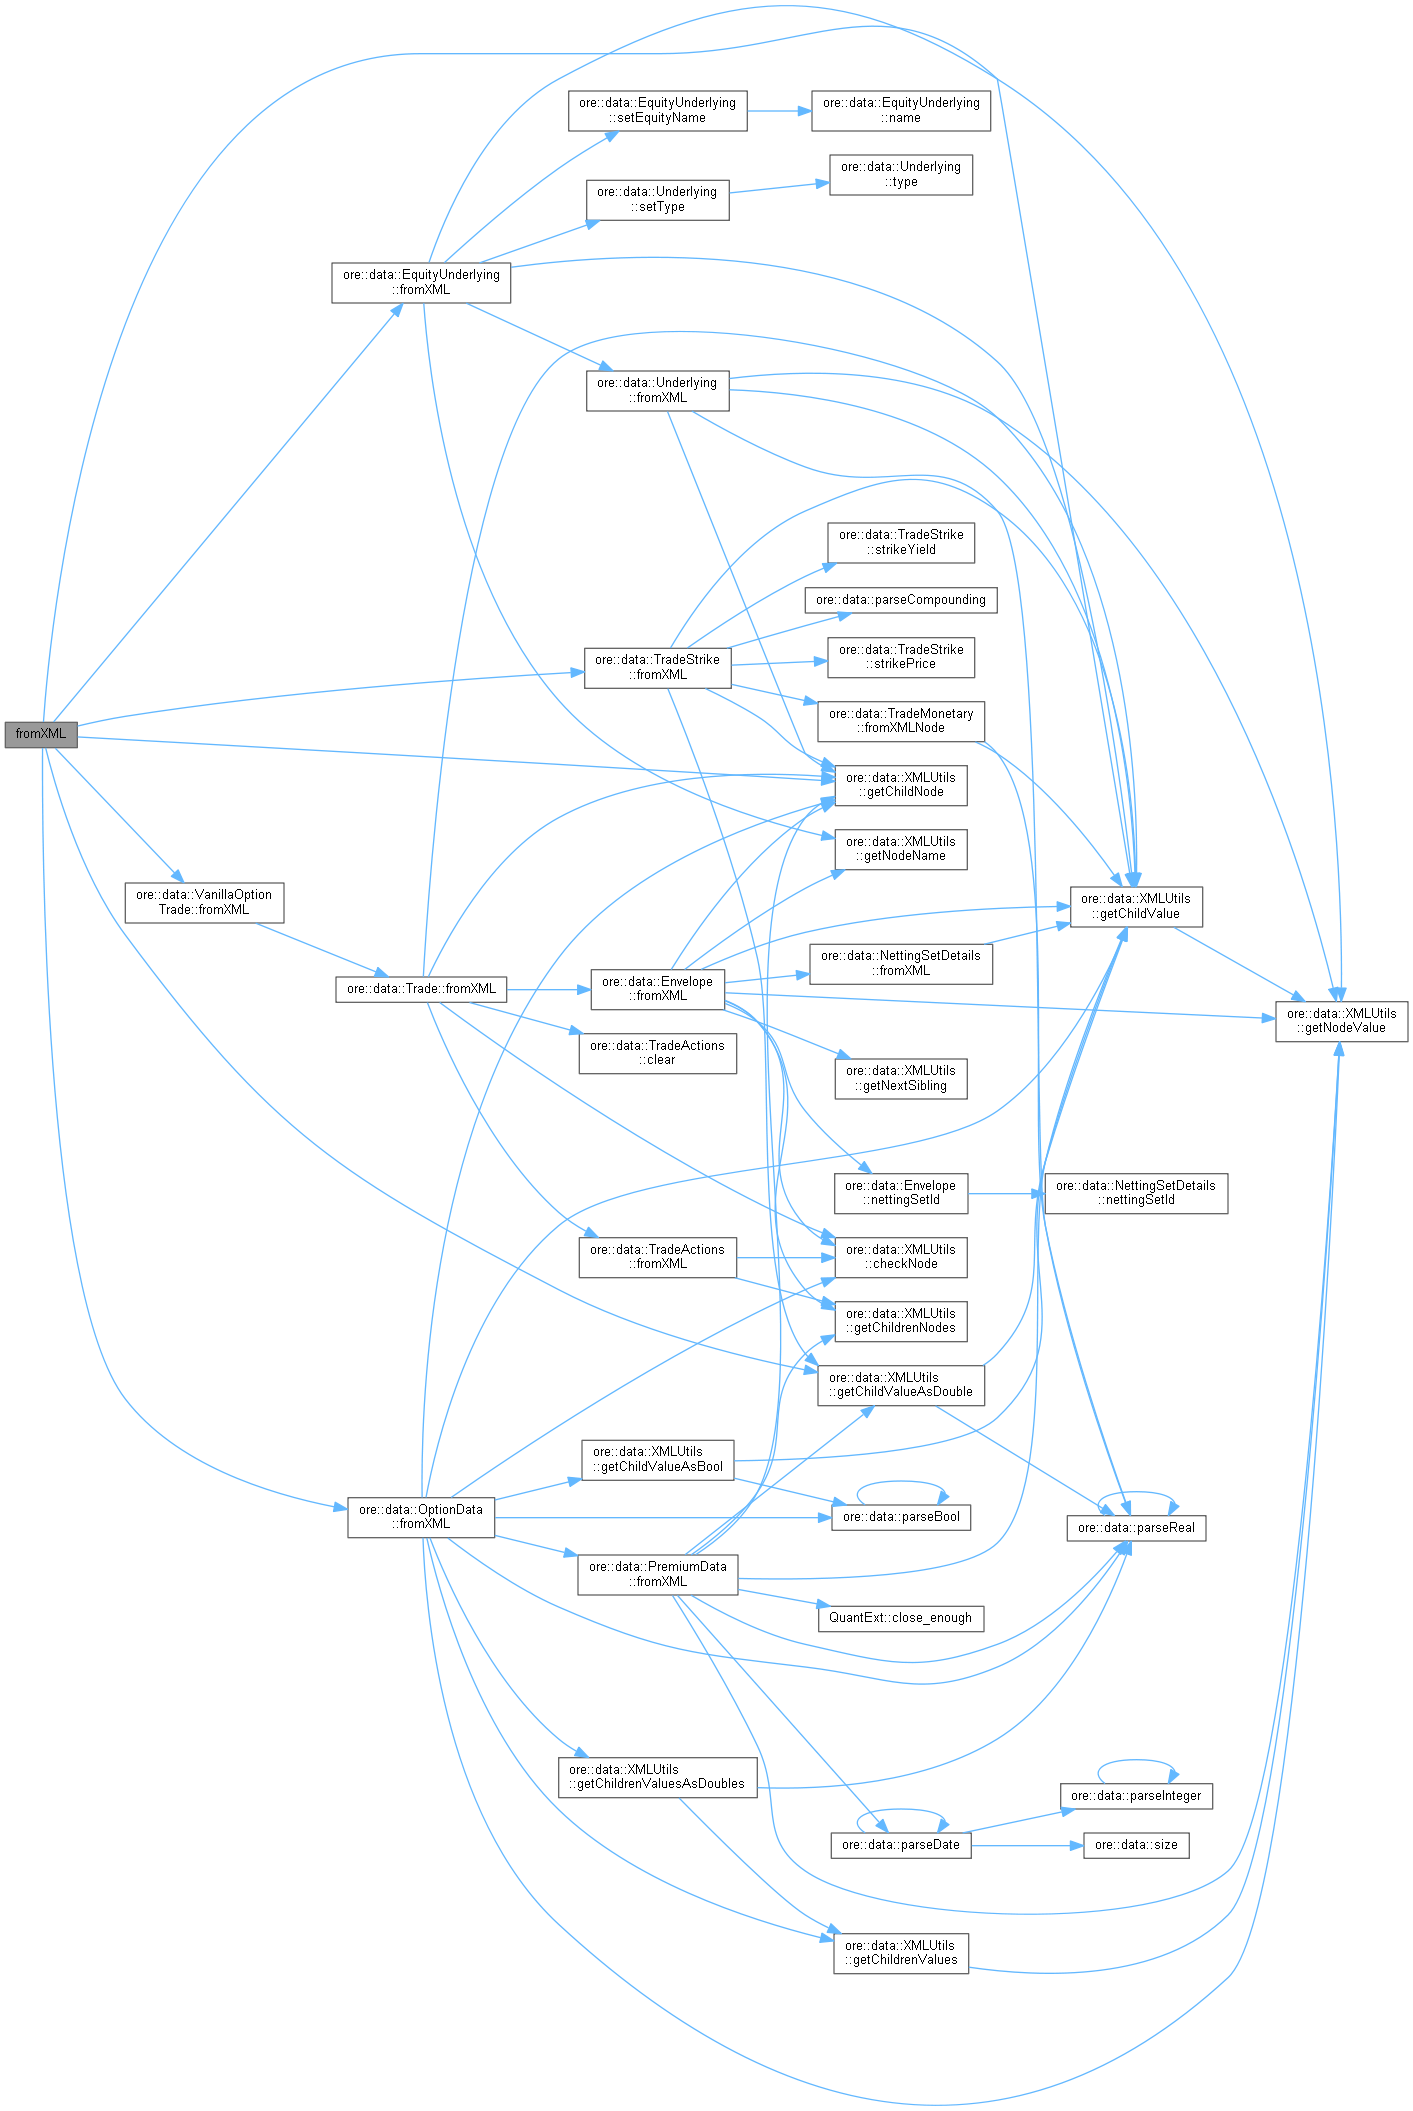 ore::data::EquityUnderlying
::setEquityName
ore::data::EquityUnderlying
::name
ore::data::Underlying
::type
ore::data::Underlying
::setType
ore::data::EquityUnderlying
::fromXML
ore::data::Underlying
::fromXML
ore::data::TradeStrike
::strikeYield
ore::data::parseCompounding
ore::data::TradeStrike
::fromXML
ore::data::TradeStrike
::strikePrice
ore::data::TradeMonetary
::fromXMLNode
fromXML
ore::data::XMLUtils
::getChildNode
ore::data::XMLUtils
::getNodeName
ore::data::VanillaOption
Trade::fromXML
ore::data::XMLUtils
::getChildValue
ore::data::NettingSetDetails
::fromXML
ore::data::Trade::fromXML
ore::data::Envelope
::fromXML
ore::data::XMLUtils
::getNodeValue
ore::data::TradeActions
::clear
ore::data::XMLUtils
::getNextSibling
ore::data::Envelope
::nettingSetId
ore::data::NettingSetDetails
::nettingSetId
ore::data::TradeActions
::fromXML
ore::data::XMLUtils
::checkNode
ore::data::XMLUtils
::getChildrenNodes
ore::data::XMLUtils
::getChildValueAsDouble
ore::data::XMLUtils
::getChildValueAsBool
ore::data::OptionData
::fromXML
ore::data::parseBool
ore::data::parseReal
ore::data::PremiumData
::fromXML
QuantExt::close_enough
ore::data::XMLUtils
::getChildrenValuesAsDoubles
ore::data::parseInteger
ore::data::parseDate
ore::data::size
ore::data::XMLUtils
::getChildrenValues